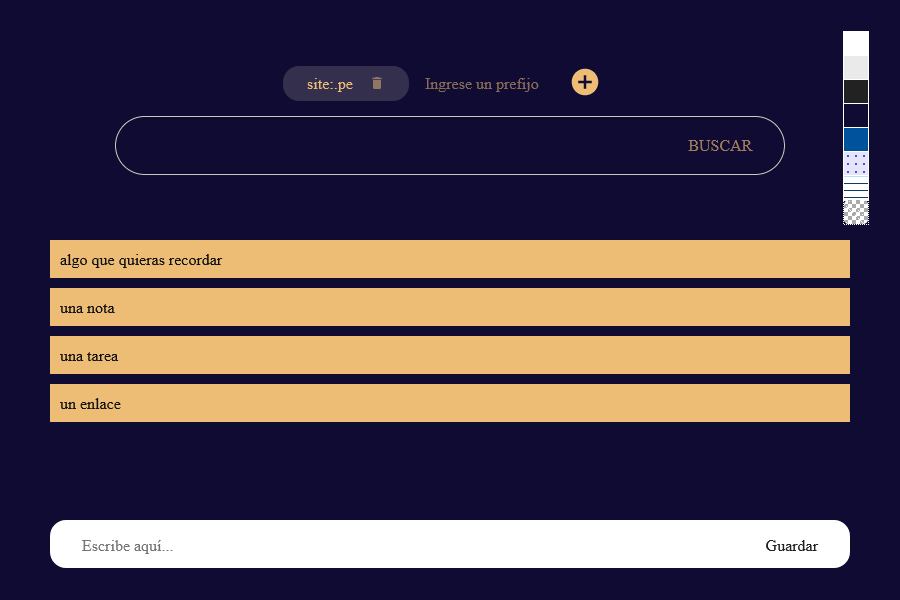 site:.pe Ingrese un prefijo
BUSCAR
algo que quieras recordar
una nota
una tarea
un enlace
Escribe aquí... Guardar